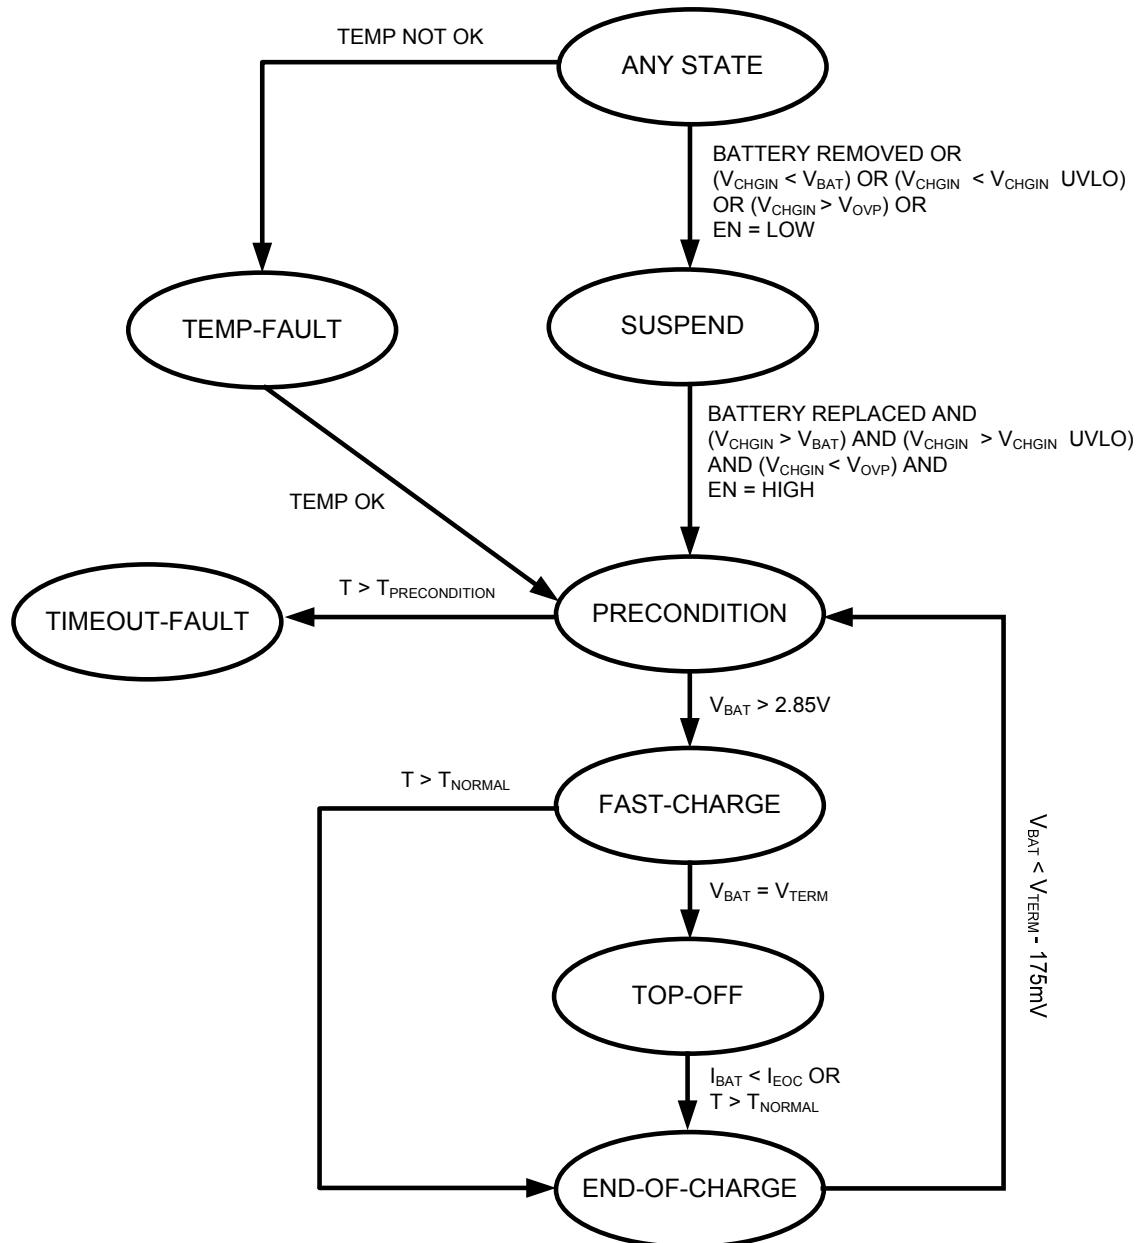 TEMP NOT OK
ANY STATE
BATTERY REMOVED OR
(VCHGIN < VBAT) OR (VCHGIN < VCHGIN UVLO)
OR (VCHGIN > VOVP) OR
EN = LOW
TEMP-FAULT
SUSPEND
BATTERY REPLACED AND
(VCHGIN > VBAT) AND (VCHGIN > VCHGIN UVLO)
AND (VCHGIN < VOVP) AND
EN = HIGH
TEMP OK
T > TPRECONDITION
TIMEOUT-FAULT
PRECONDITION
VBAT > 2.85V
T > TNORMAL
FAST-CHARGE
VBAT < VTERM - 175mV
VBAT = VTERM
TOP-OFF
IBAT < IEOC OR
T > TNORMAL
END-OF-CHARGE